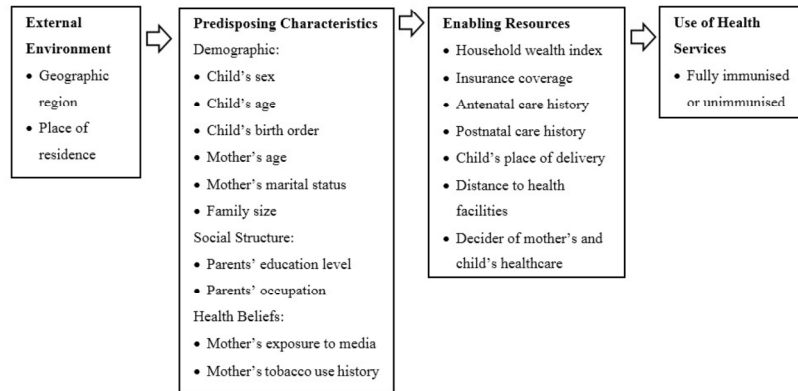 External
Environment
• Geographic
region
• Place of
residence
Predisposing Characteristics
Demographic:
• Child's sex
• Child's age
• Child's birth order
• Mother's age
• Mother's marital status
• Family size
Social Structure:
• Parents' education level
• Parents' occupation
Health Beliefs:
• Mother's exposure to media
• Mother's tobacco use history
Enabling Resources
• Household wealth index
• Insurance coverage
• Antenatal care history
• Postnatal care history
• Child's place of delivery
• Distance to health
facilities
• Decider of mother's and
child's healthcare
Use of Health
Services
• Fully immunised
or unimmunised